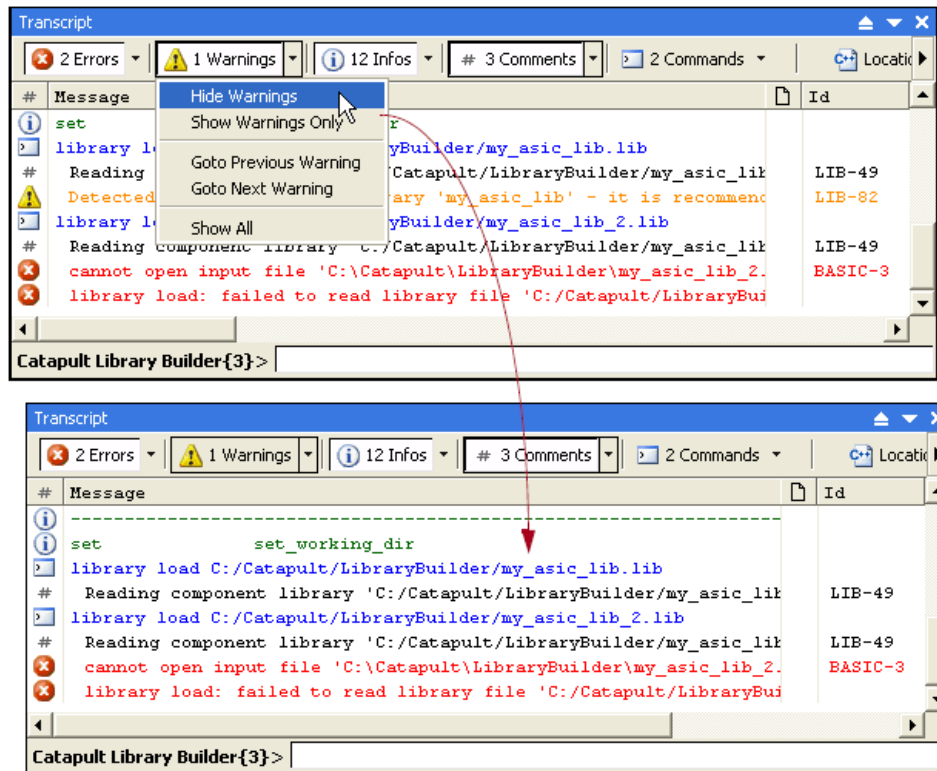 Transcript
2 Errors 1 Warnings 12 Infos # 3 Comments 2 Commands C++ Locatio
# Message Id
Hide Warnings
Show Warnings Only
Goto Previous Warning
Goto Next Warning
Show All
set r
library l yBuilder/my_asic_lib.lib
# Reading /Catapult/LibraryBuilder/my_asic_lib LIB-49
Detected ary 'my_asic_lib' - it is recommend LIB-82
library l yBuilder/my_asic_lib_2.lib
# Reading component library 'C:/Catapult/LibraryBuilder/my_asic_lib LIB-49
cannot open input file 'C:\Catapult\LibraryBuilder\my_asic_lib_2. BASIC-3
library load: failed to read library file 'C:/Catapult/LibraryBui
Catapult Library Builder{3}>
Transcript
2 Errors 1 Warnings 12 Infos # 3 Comments 2 Commands C++ Locatio
# Message Id
------------------------------------------------------------------
set set_working_dir
library load C:/Catapult/LibraryBuilder/my_asic_lib.lib
# Reading component library 'C:/Catapult/LibraryBuilder/my_asic_lib LIB-49
library load C:/Catapult/LibraryBuilder/my_asic_lib_2.lib
# Reading component library 'C:/Catapult/LibraryBuilder/my_asic_lib LIB-49
cannot open input file 'C:\Catapult\LibraryBuilder\my_asic_lib_2. BASIC-3
library load: failed to read library file 'C:/Catapult/LibraryBui
Catapult Library Builder{3}>